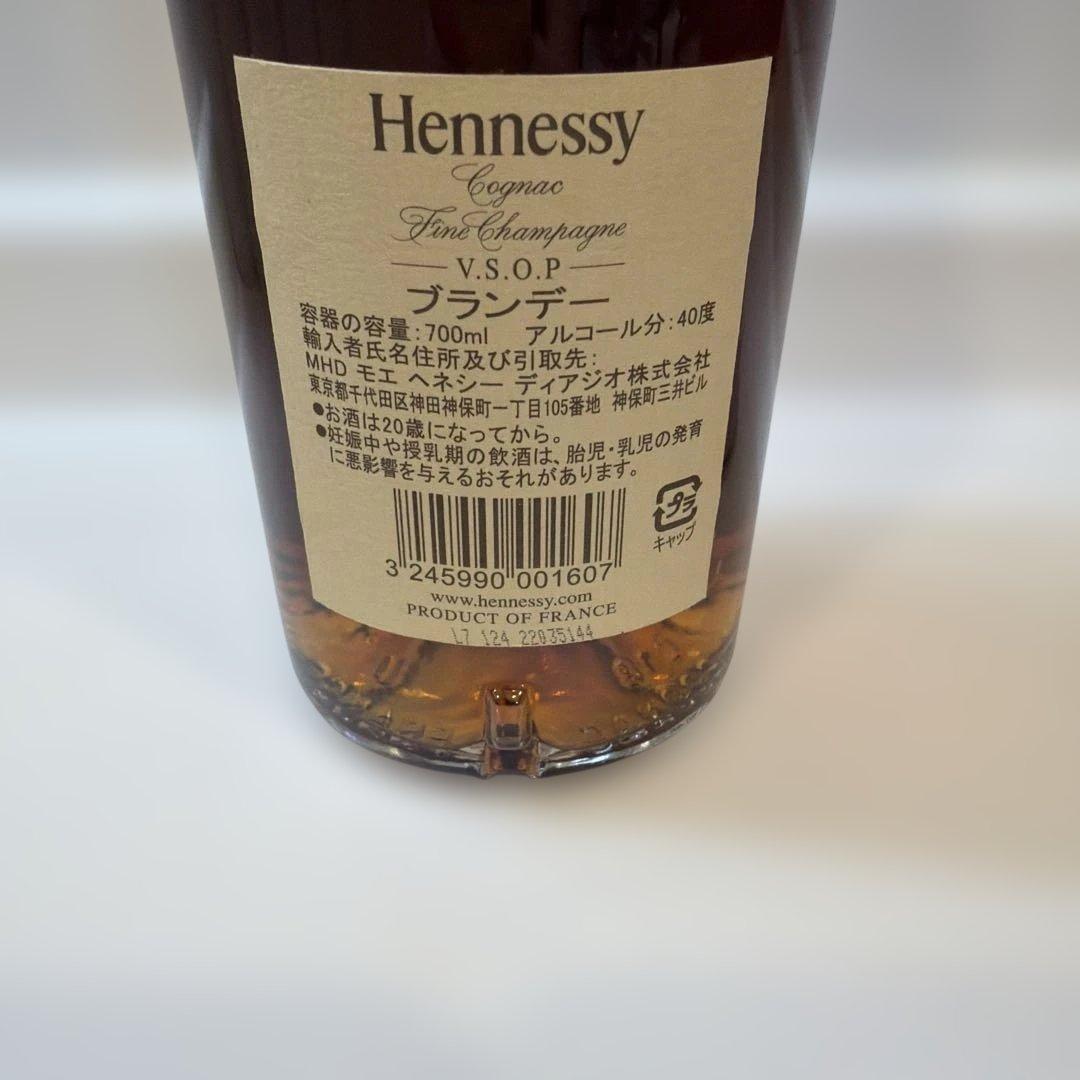 Hennessy
Cognac
Fine Champagne
V.S.O.P
ブランデー
容器の容量:700ml アルコール分:40度
輸入者氏名住所及び引取先:
MHD モエ ヘネシー ディアジオ株式会社
東京都千代田区神田神保町一丁目105番地 神保町三井ビル
●お酒は20歳になってから。
●妊娠中や授乳期の飲酒は、胎児・乳児の発育
に悪影響を与えるおそれがあります。
プラ
キャップ
3 245990 001607
www.hennessy.com
PRODUCT OF FRANCE
L7 124 22035144